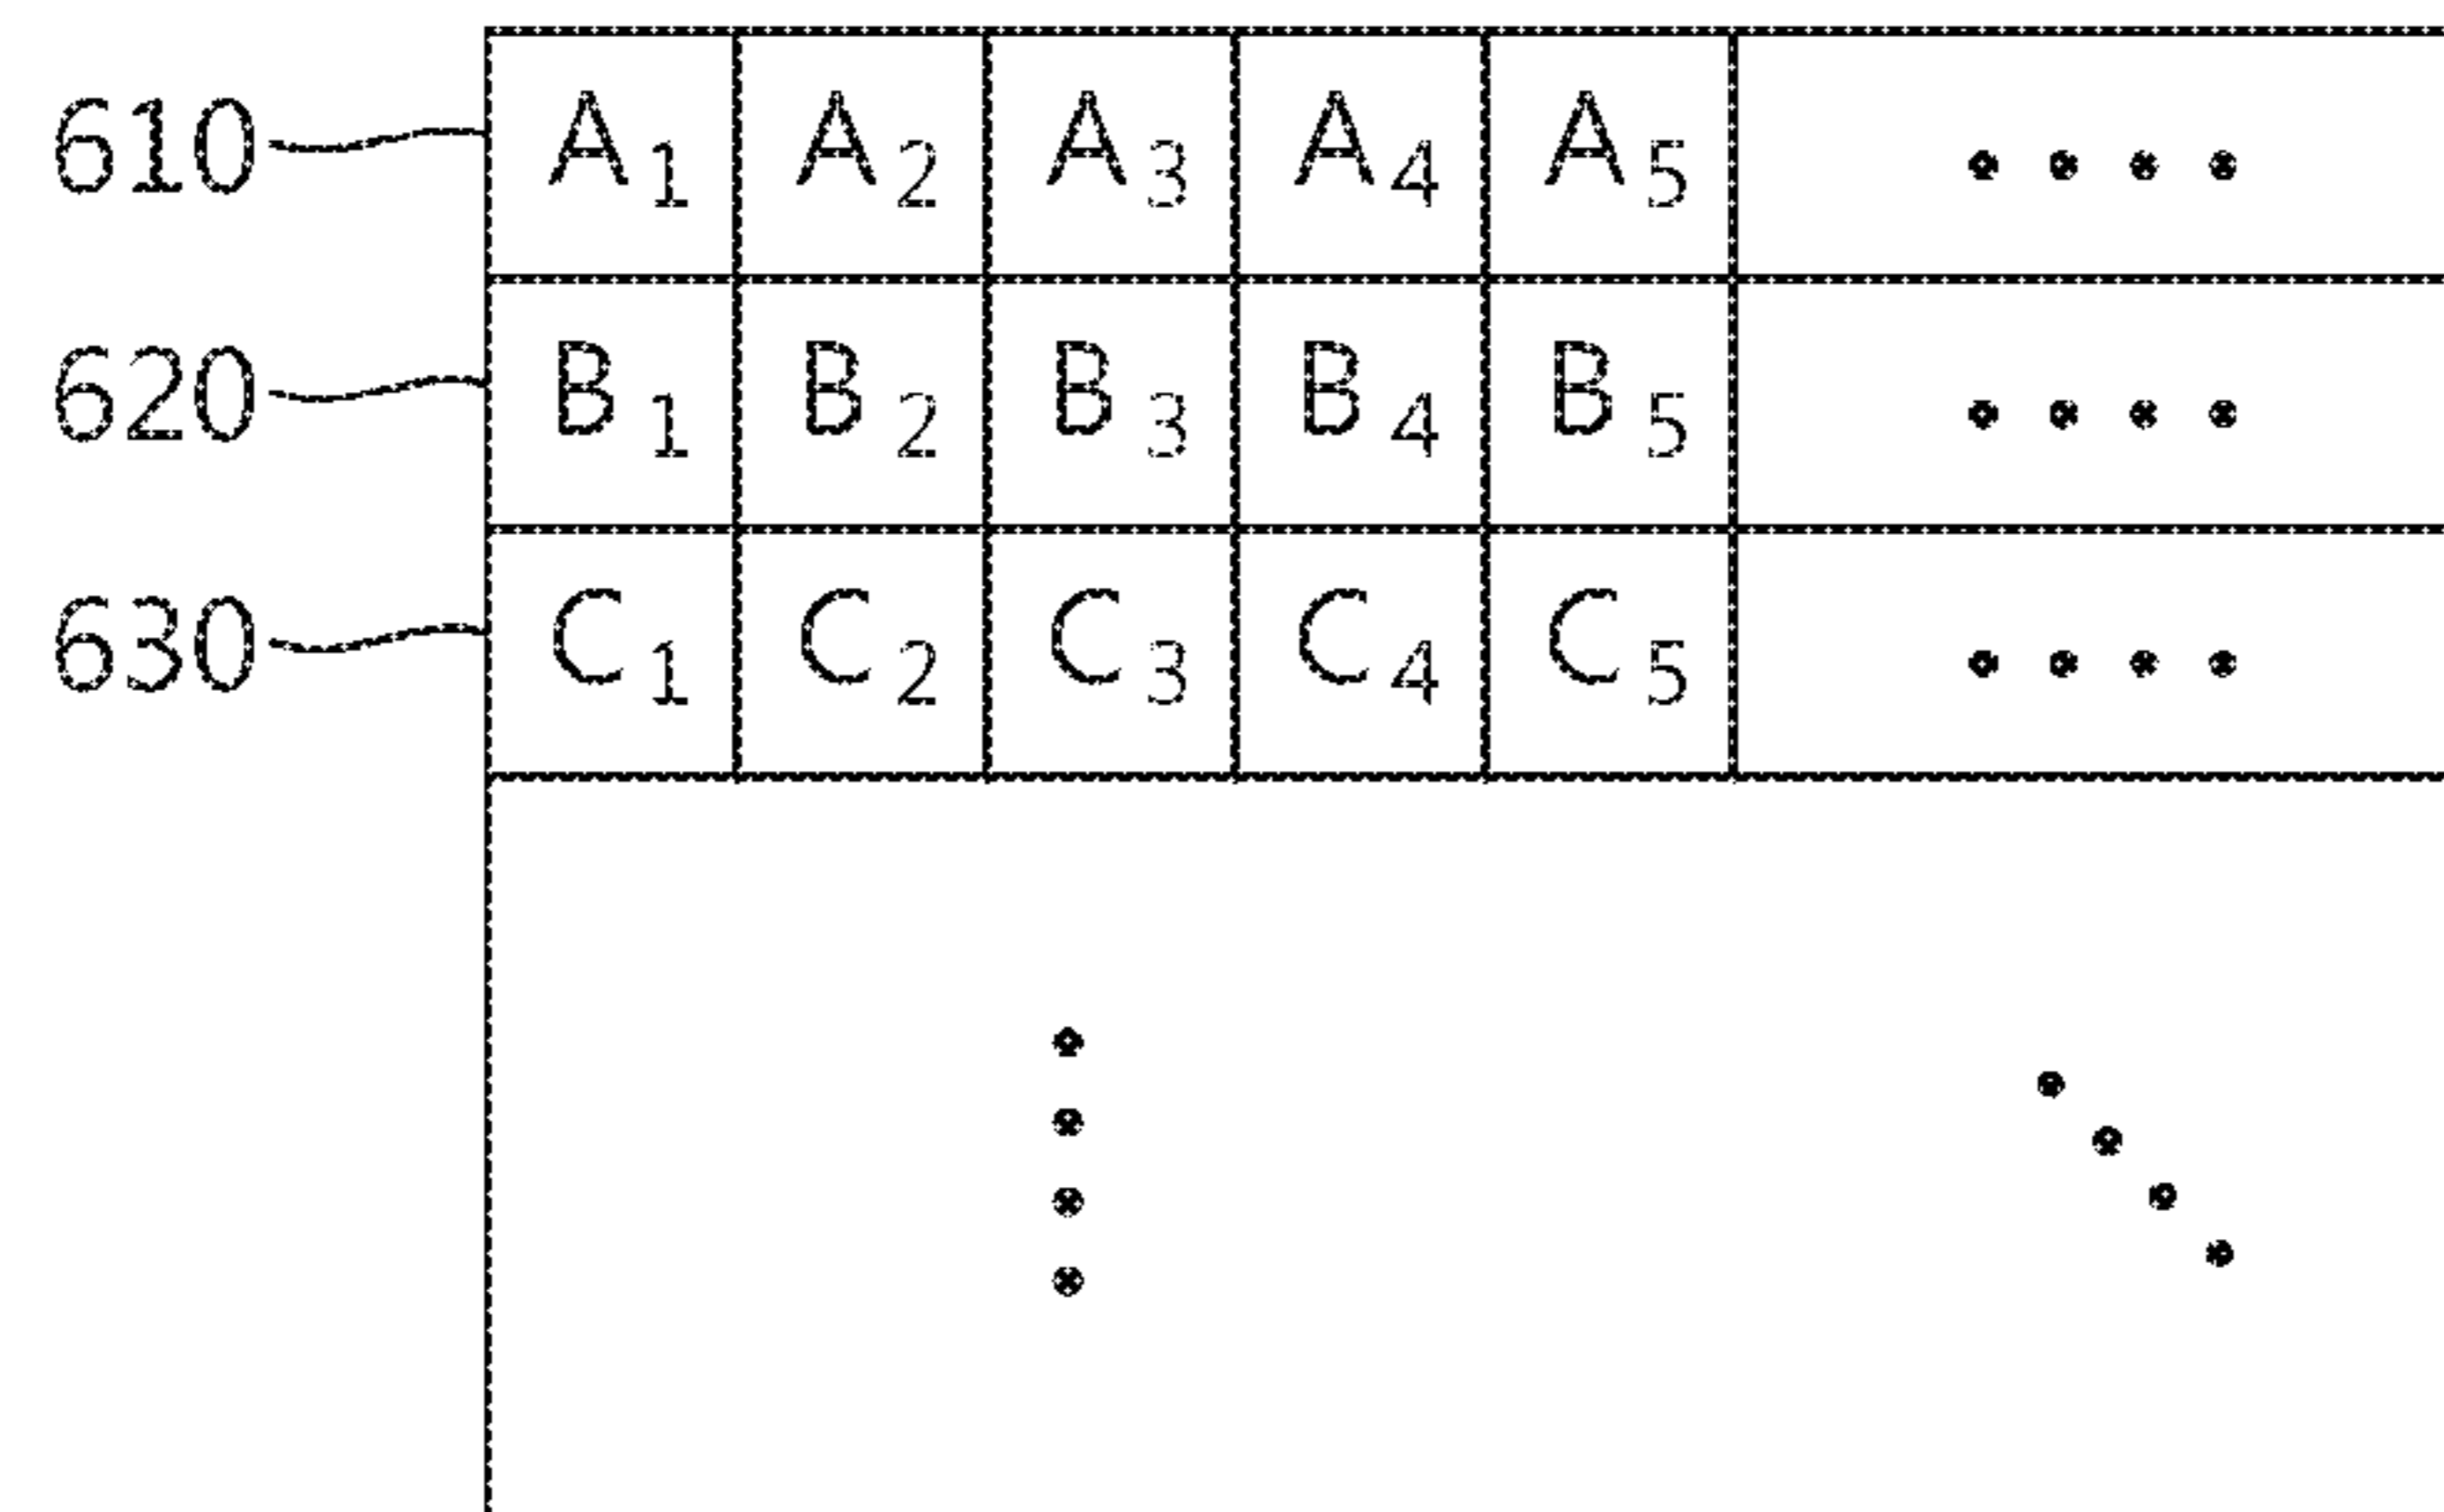 610 A1 A2 A3 A4 A5 ....
620 B1 B2 B3 B4 B5 ....
630 C1 C2 C3 C4 C5 ....